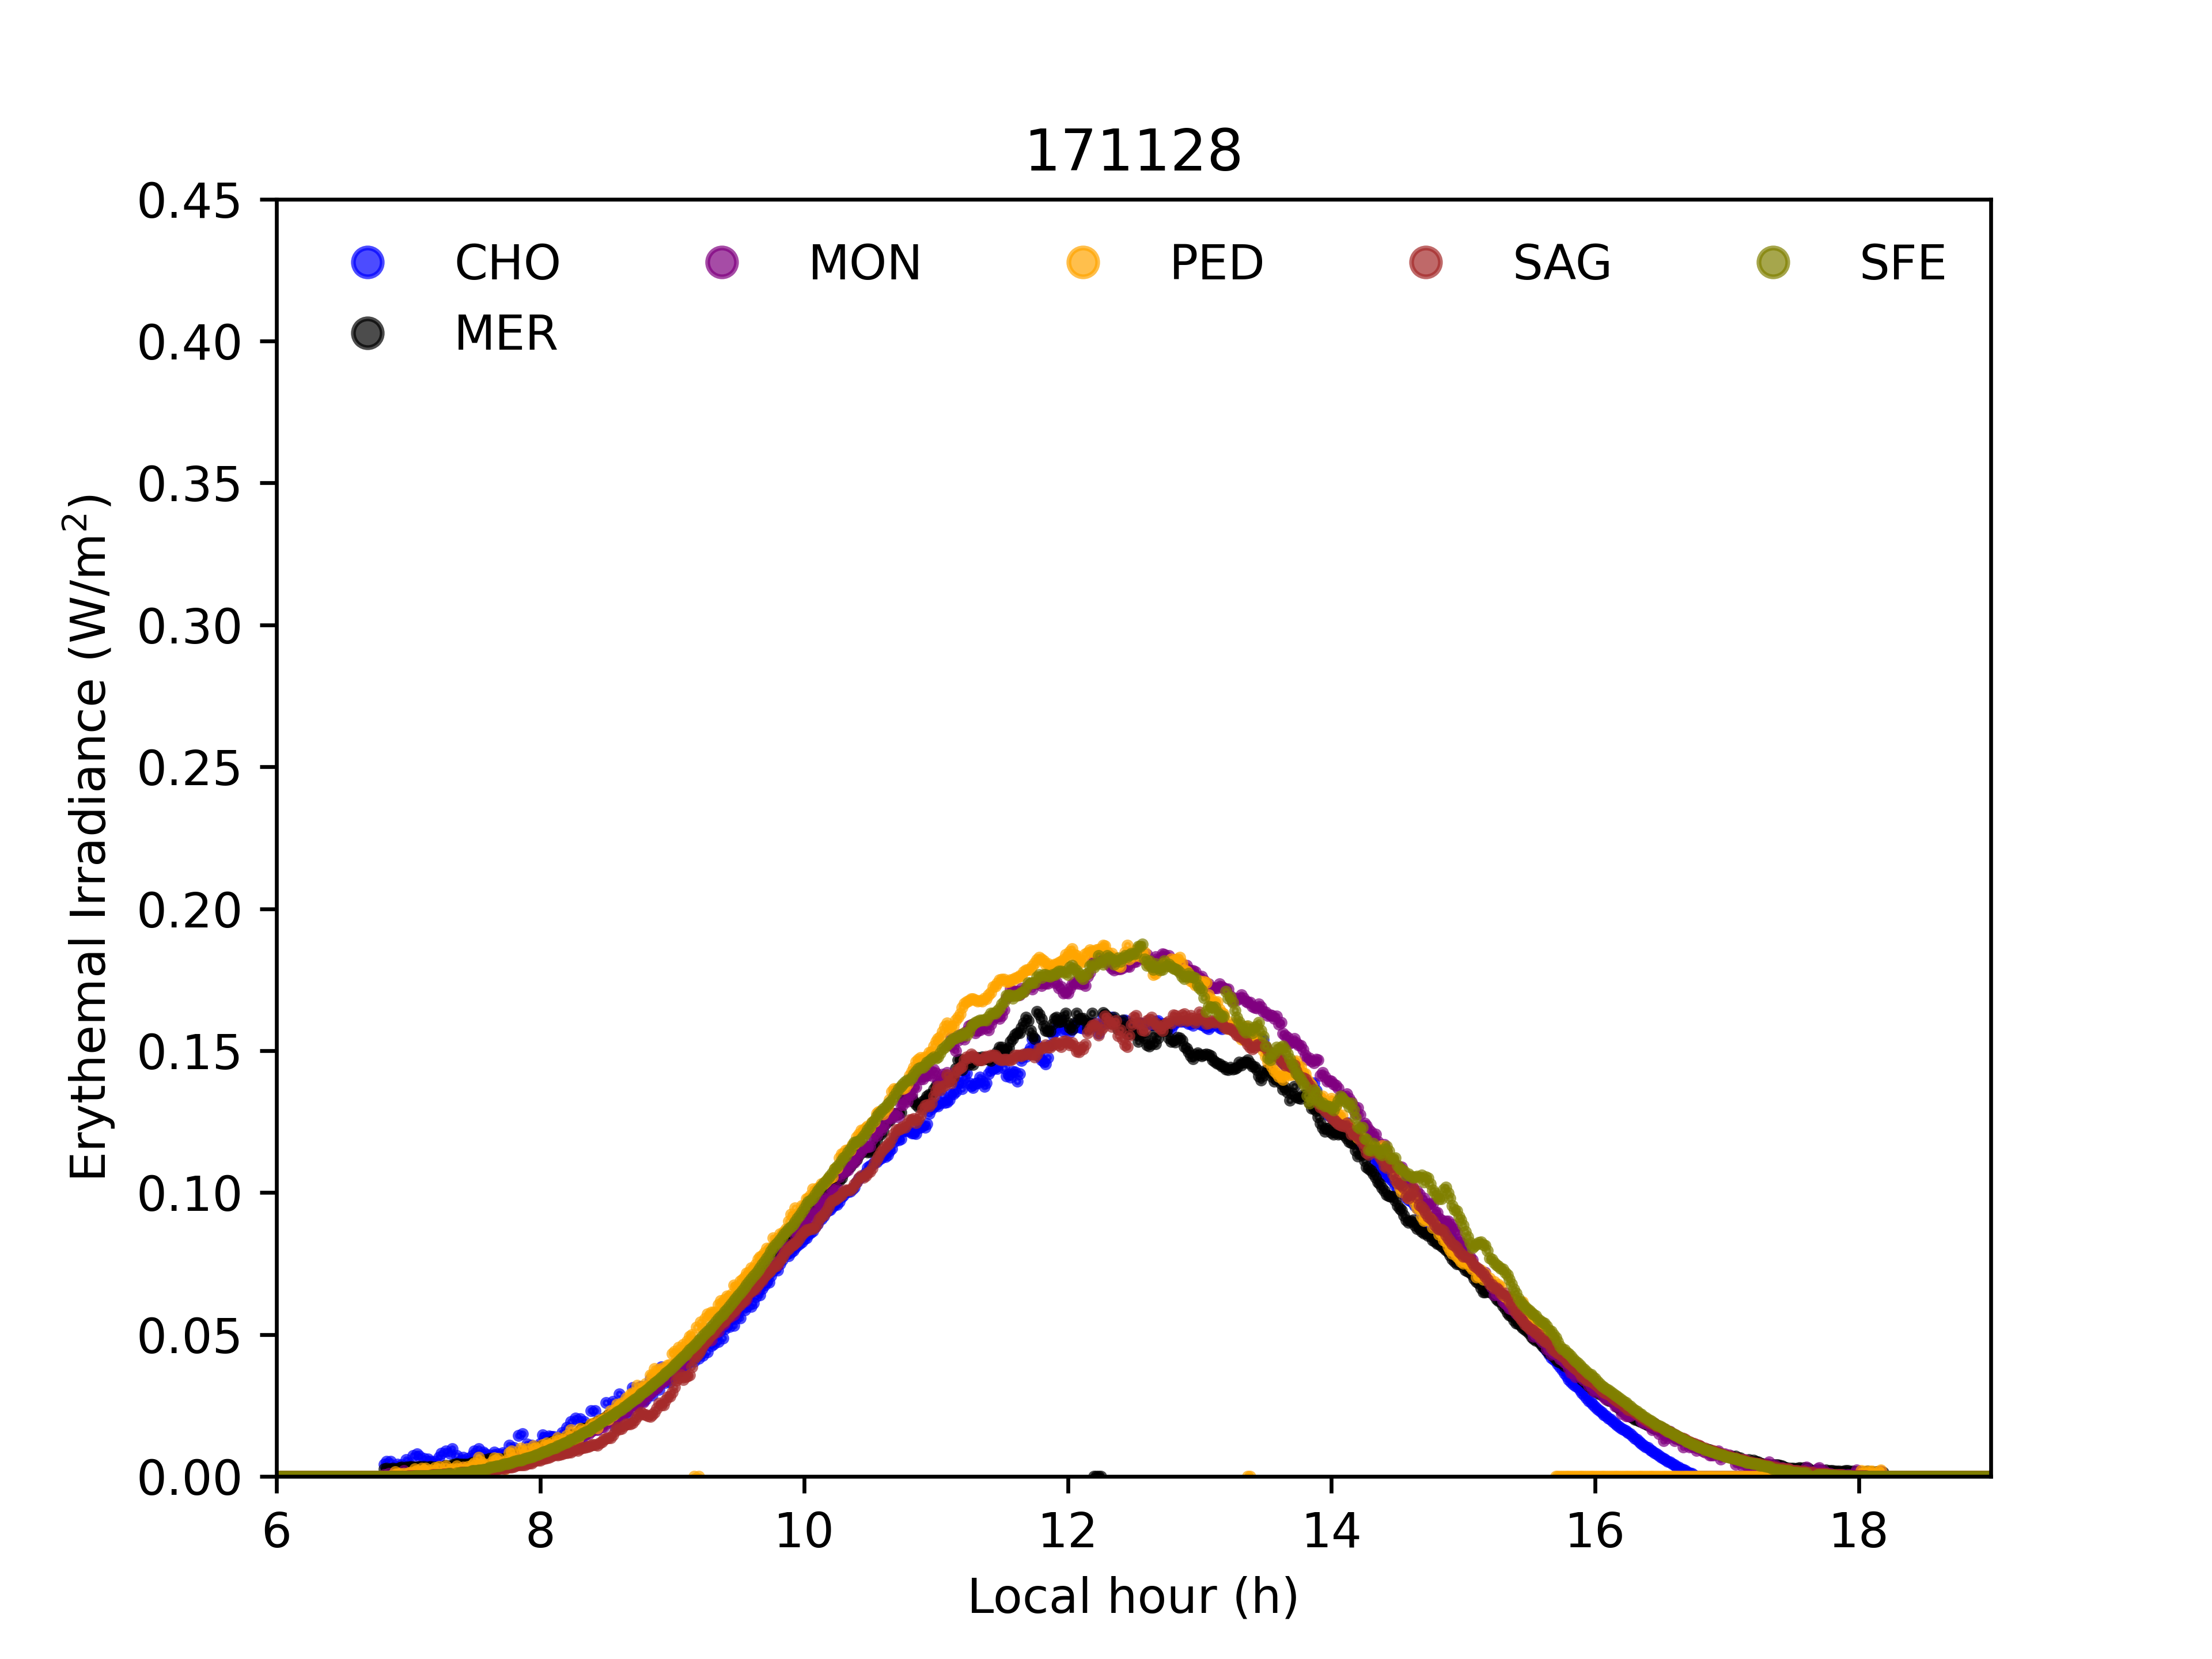 171128
0.45
0.40
0.35
0.30
0.25
0.20
0.15
0.10
0.05
0.00
Erythemal Irradiance (W/m²)
CHO MON PED SAG SFE
MER
6 8 10 12 14 16 18
Local hour (h)